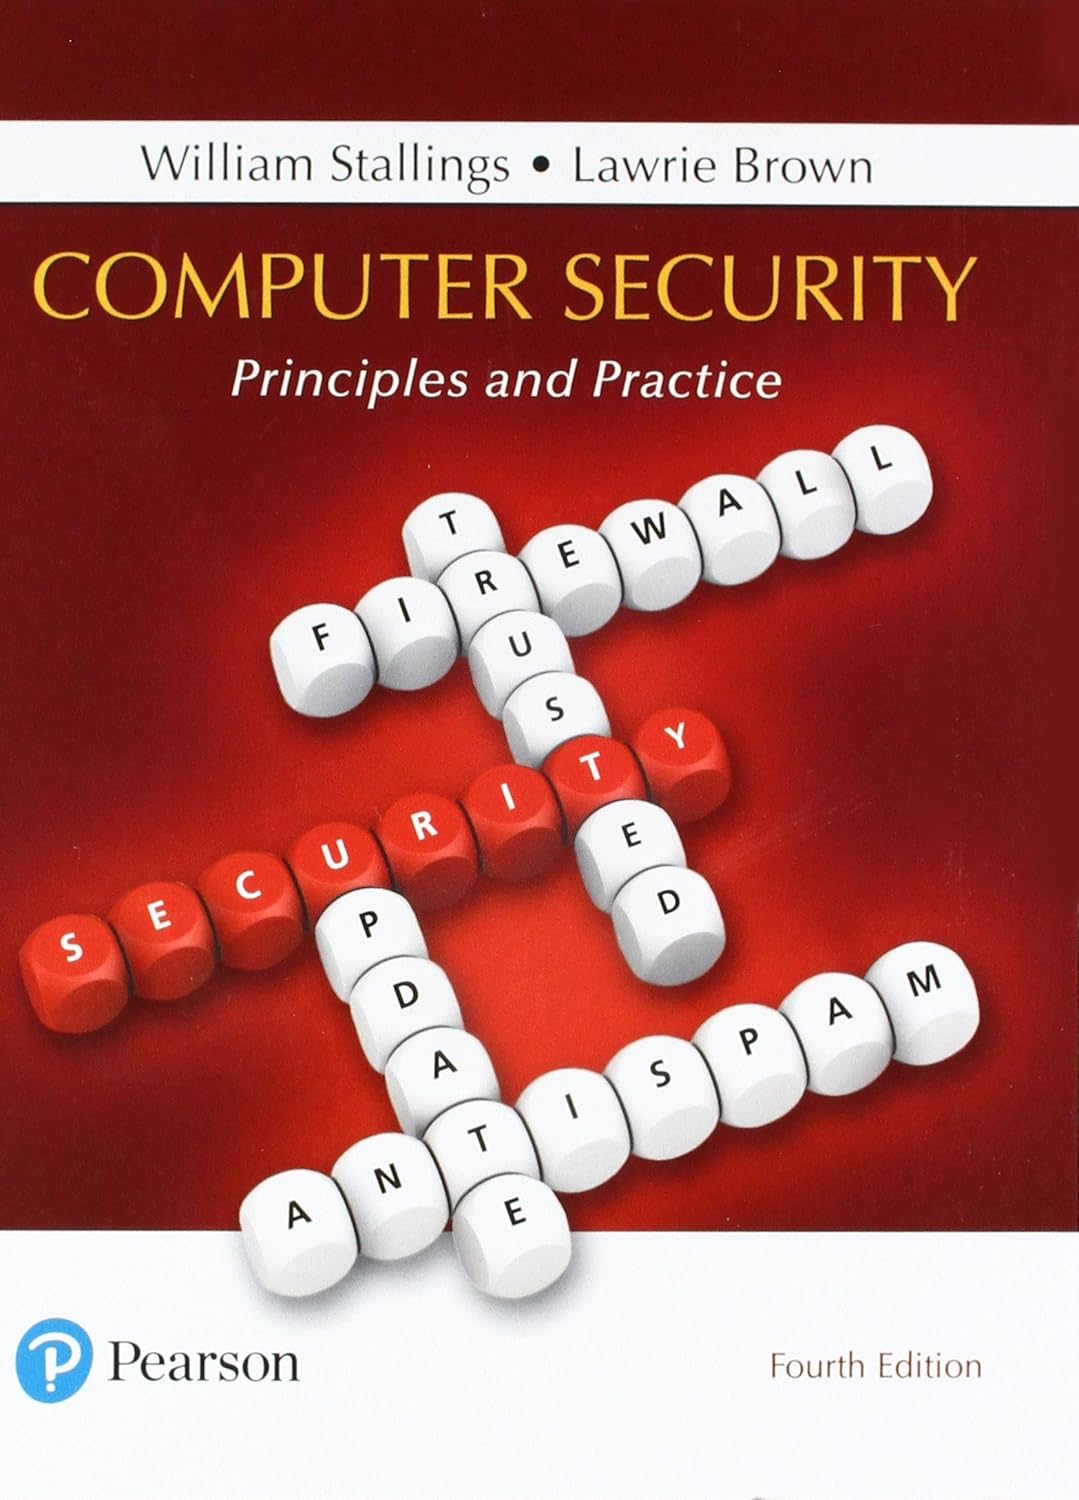 William Stallings • Lawrie Brown
COMPUTER SECURITY
Principles and Practice
FIREWALL
TRUSTED
SECURITY
UPDATE
ANTISPAM
Pearson
Fourth Edition